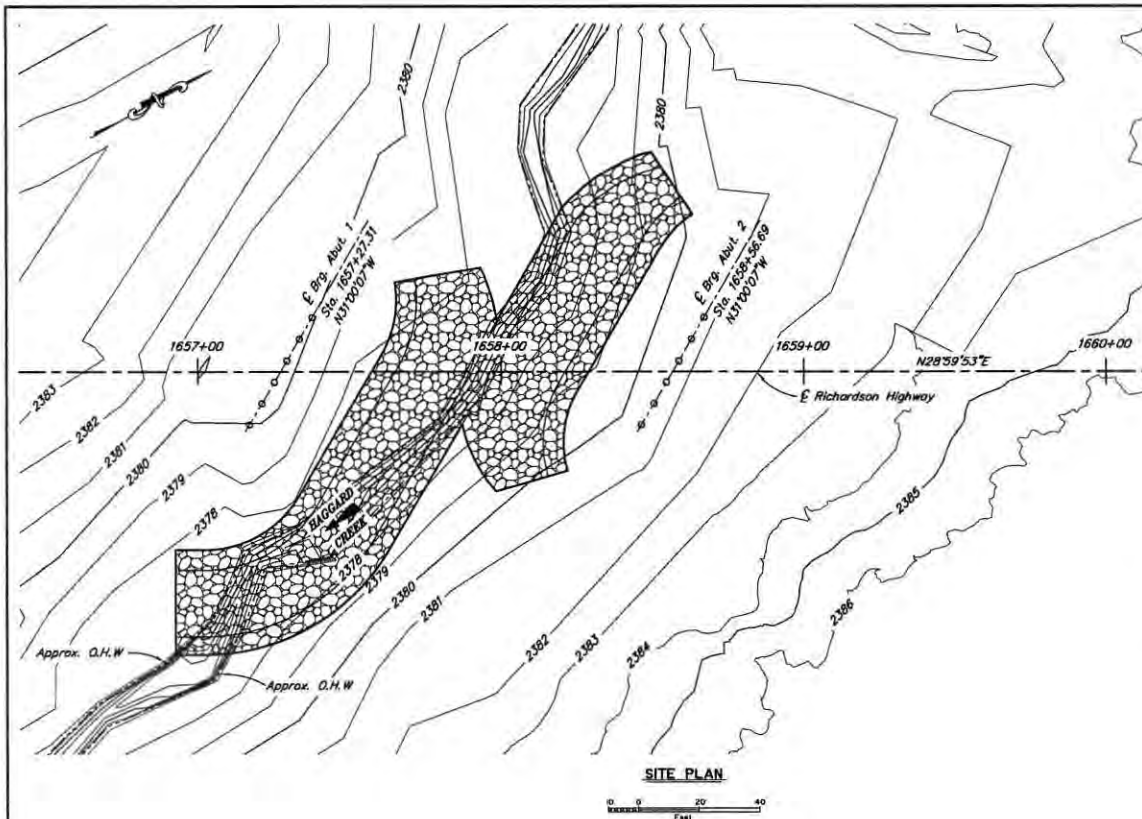 2380
2380
℄ Brg. Abut. 1
Sta. 1657+27.31
N31°00'07"W
℄ Brg. Abut. 2
Sta. 1658+56.69
N31°00'07"W
1657+00
1658+00
1659+00
1660+00
N28°59'53"E
℄ Richardson Highway
2383
2382
2381
2380
2379
2378
HAGGARD
CREEK
2378
2379
2380
2381
2382
2383
2384
2385
2386
Approx. O.H.W
Approx. O.H.W
SITE PLAN
0 20 40
Feet